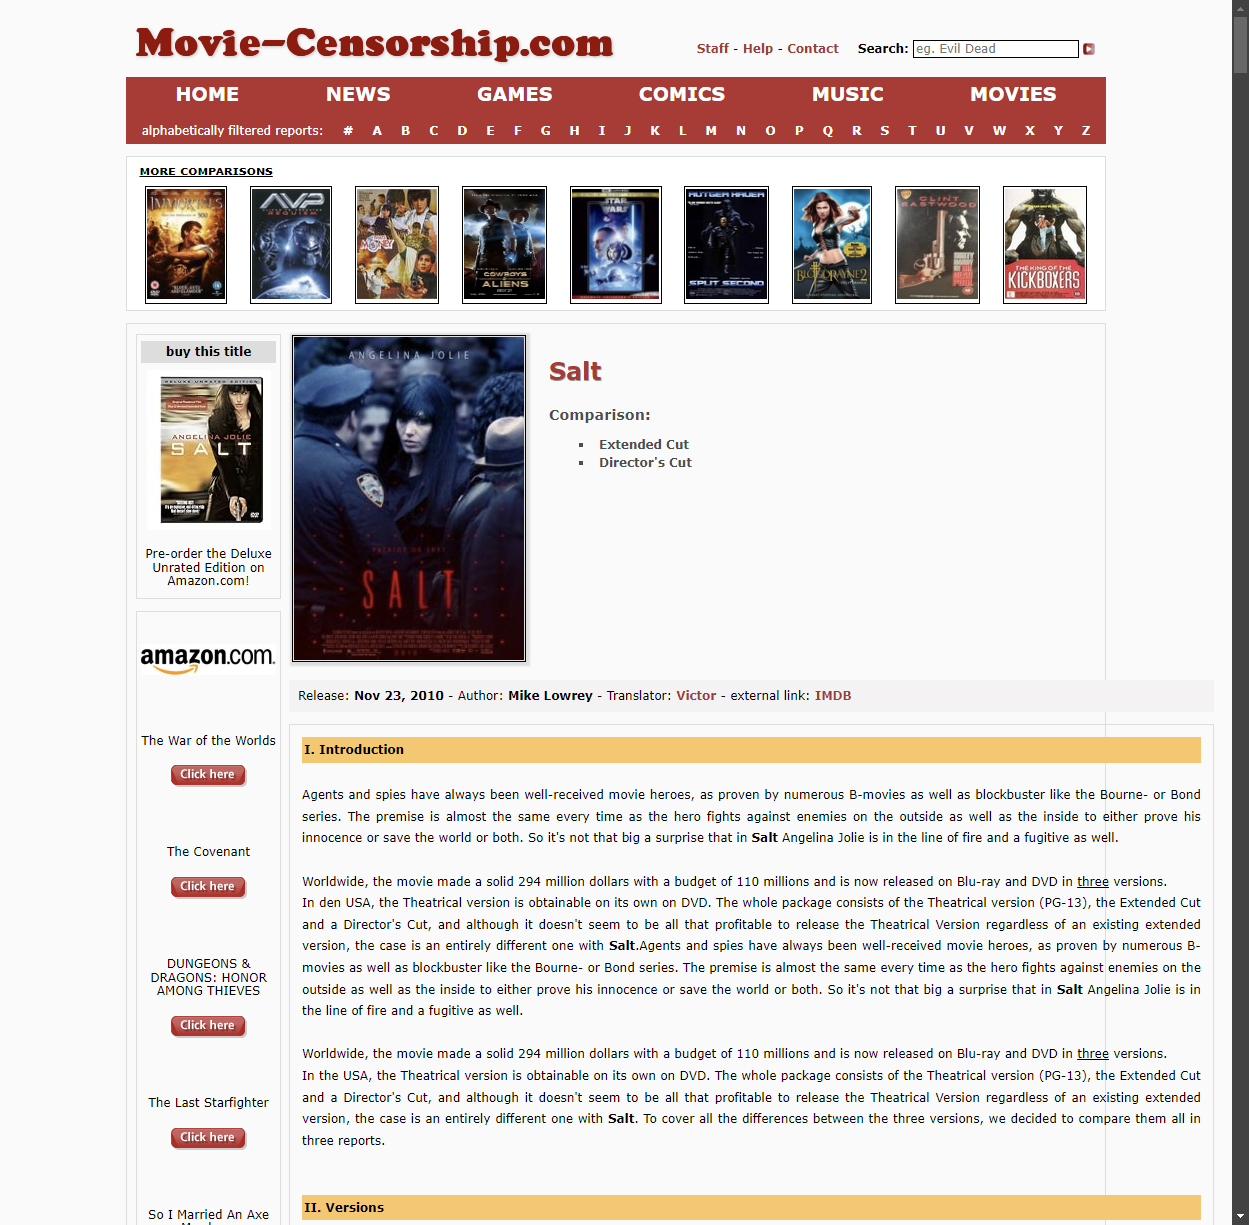 Movie-Censorship.com
Staff - Help - Contact Search: eg. Evil Dead
HOME NEWS GAMES COMICS MUSIC MOVIES
alphabetically filtered reports: # A B C D E F G H I J K L M N O P Q R S T U V W X Y Z
MORE COMPARISONS
IMMORTALS
AVP
REQUIEM
MONEY
COWBOYS & ALIENS
STAR WARS
RUTGER HAUER
SPLIT SECOND
BLOODRAYNE 2
CLINT EASTWOOD
THE KING OF THE KICKBOXERS
buy this title
DELUXE UNRATED EDITION
ANGELINA JOLIE
SALT
Pre-order the Deluxe
Unrated Edition on
Amazon.com!
ANGELINA JOLIE
SALT
Salt
Comparison:
Extended Cut
Director's Cut
Release: Nov 23, 2010 - Author: Mike Lowrey - Translator: Victor - external link: IMDB
amazon.com.
The War of the Worlds
Click here
The Covenant
Click here
DUNGEONS &
DRAGONS: HONOR
AMONG THIEVES
Click here
The Last Starfighter
Click here
So I Married An Axe
I. Introduction
Agents and spies have always been well-received movie heroes, as proven by numerous B-movies as well as blockbuster like the Bourne- or Bond
series. The premise is almost the same every time as the hero fights against enemies on the outside as well as the inside to either prove his
innocence or save the world or both. So it's not that big a surprise that in Salt Angelina Jolie is in the line of fire and a fugitive as well.
Worldwide, the movie made a solid 294 million dollars with a budget of 110 millions and is now released on Blu-ray and DVD in three versions.
In den USA, the Theatrical version is obtainable on its own on DVD. The whole package consists of the Theatrical version (PG-13), the Extended Cut
and a Director's Cut, and although it doesn't seem to be all that profitable to release the Theatrical Version regardless of an existing extended
version, the case is an entirely different one with Salt.Agents and spies have always been well-received movie heroes, as proven by numerous B-
movies as well as blockbuster like the Bourne- or Bond series. The premise is almost the same every time as the hero fights against enemies on the
outside as well as the inside to either prove his innocence or save the world or both. So it's not that big a surprise that in Salt Angelina Jolie is in
the line of fire and a fugitive as well.
Worldwide, the movie made a solid 294 million dollars with a budget of 110 millions and is now released on Blu-ray and DVD in three versions.
In the USA, the Theatrical version is obtainable on its own on DVD. The whole package consists of the Theatrical version (PG-13), the Extended Cut
and a Director's Cut, and although it doesn't seem to be all that profitable to release the Theatrical Version regardless of an existing extended
version, the case is an entirely different one with Salt. To cover all the differences between the three versions, we decided to compare them all in
three reports.
II. Versions